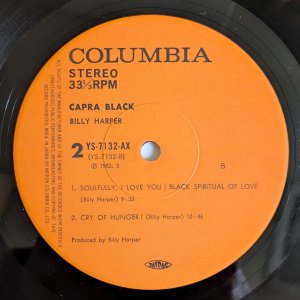 COLUMBIA
STEREO
33⅓RPM
CAPRA BLACK
BILLY HARPER
2 YS-7132-AX
[YS.7132-B]
Ⓟ 1983. 3
S
1. SOULFULLY, I LOVE YOU / BLACK SPIRITUAL OF LOVE
(Billy Harper) 9:35
2. CRY OF HUNGER! (Billy Harper) 10:46
Produced by Billy Harper